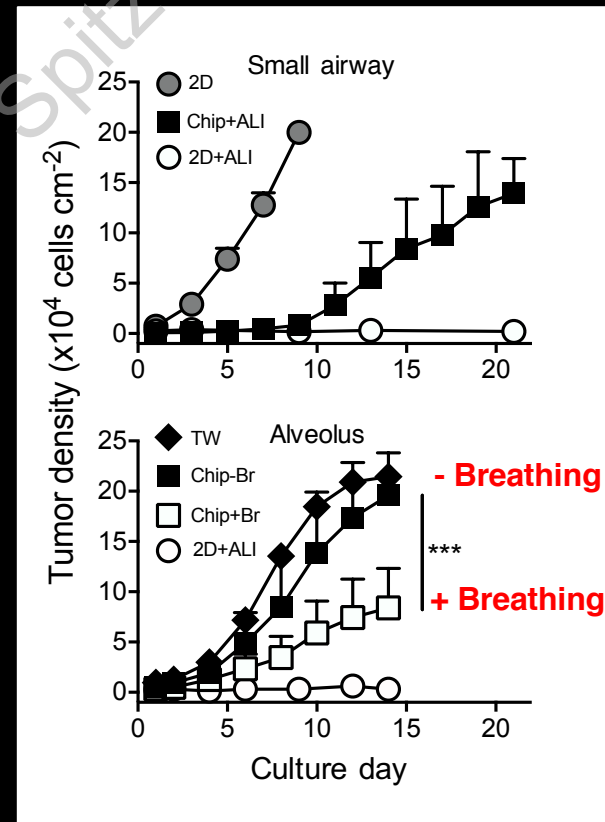 Spitz
Small airway
2D
Chip+ALI
2D+ALI
25
20
15
10
5
0
0 5 10 15 20
Tumor density (x10⁴ cells cm⁻²)
Alveolus
TW
Chip-Br
Chip+Br
2D+ALI
25
20
15
10
5
0
- Breathing
***
+ Breathing
0 5 10 15 20
Culture day